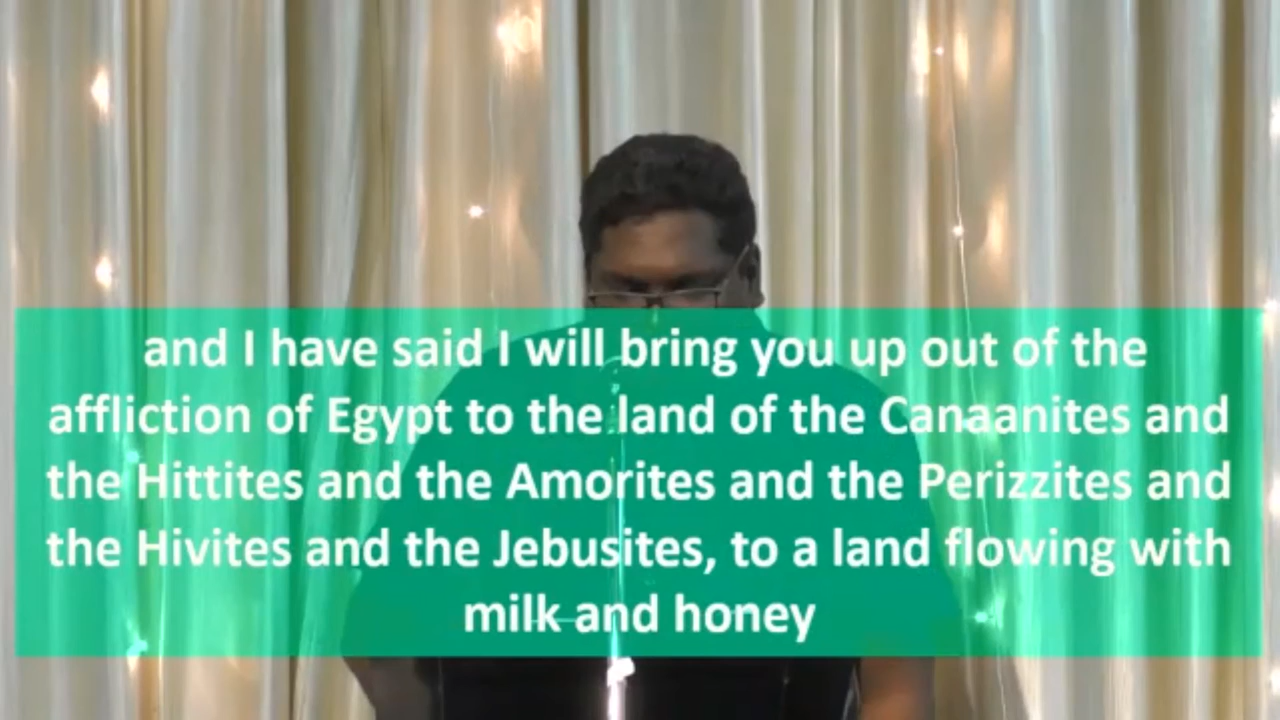 and I have said I will bring you up out of the
affliction of Egypt to the land of the Canaanites and
the Hittites and the Amorites and the Perizzites and
the Hivites and the Jebusites, to a land flowing with
milk and honey